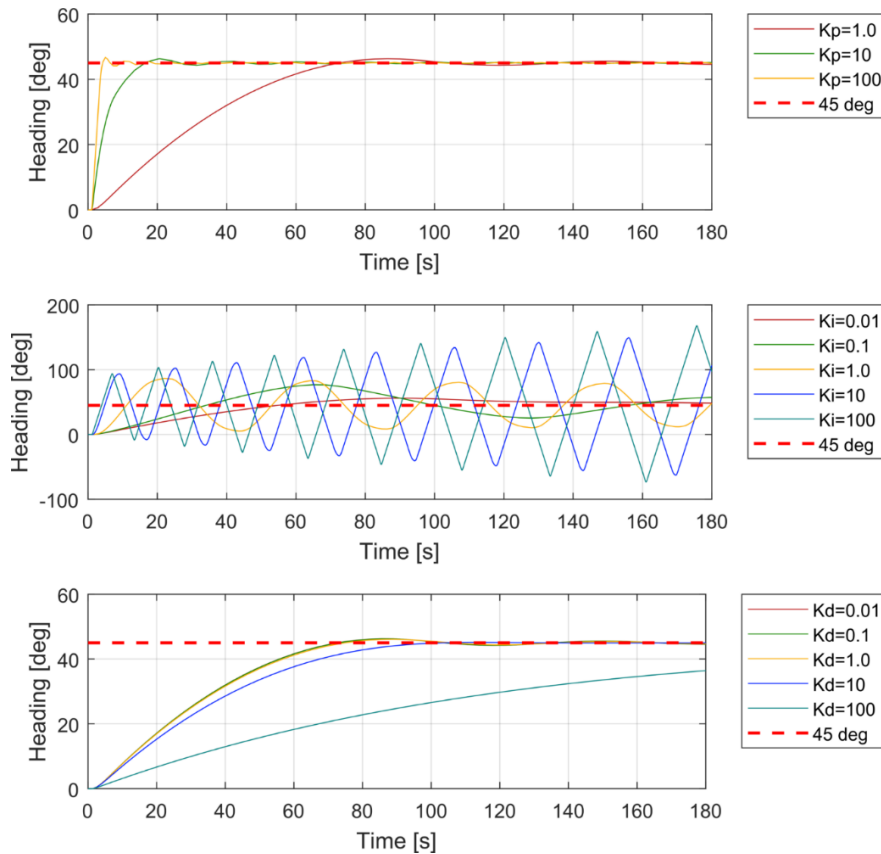 60
40
20
0
Heading [deg]
0 20 40 60 80 100 120 140 160 180
Time [s]
Kp=1.0
Kp=10
Kp=100
45 deg
200
100
0
-100
Heading [deg]
0 20 40 60 80 100 120 140 160 180
Time [s]
Ki=0.01
Ki=0.1
Ki=1.0
Ki=10
Ki=100
45 deg
60
40
20
0
Heading [deg]
0 20 40 60 80 100 120 140 160 180
Time [s]
Kd=0.01
Kd=0.1
Kd=1.0
Kd=10
Kd=100
45 deg